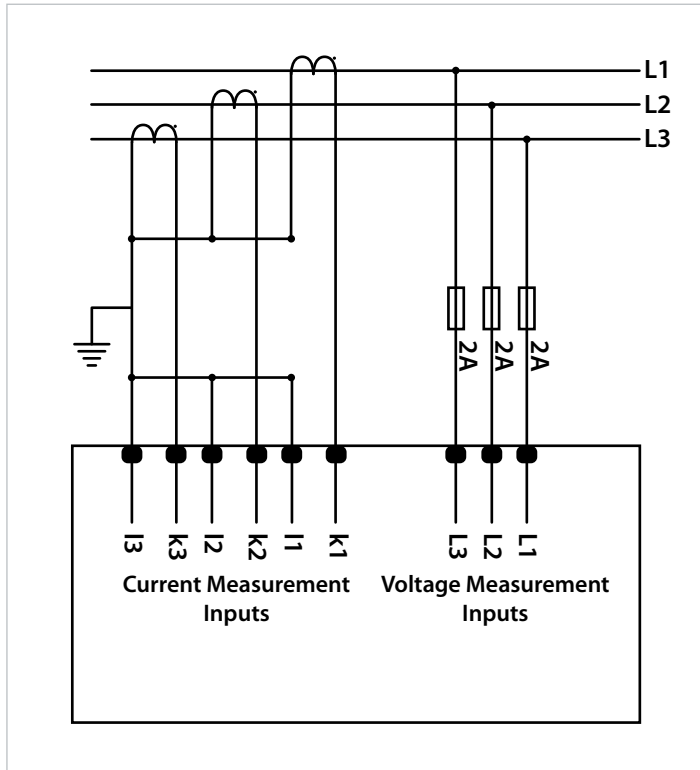 L1
L2
L3
2A
2A
2A
l3
k3
l2
k2
l1
k1
L3
L2
L1
Current Measurement
Inputs
Voltage Measurement
Inputs